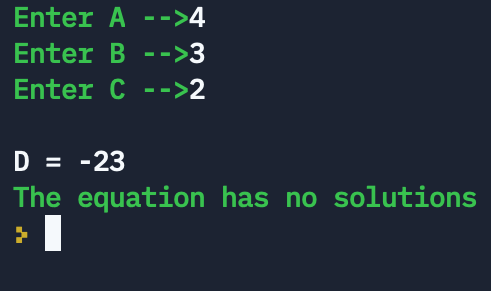 Enter A -->4
Enter B -->3
Enter C -->2
D = -23
The equation has no solutions